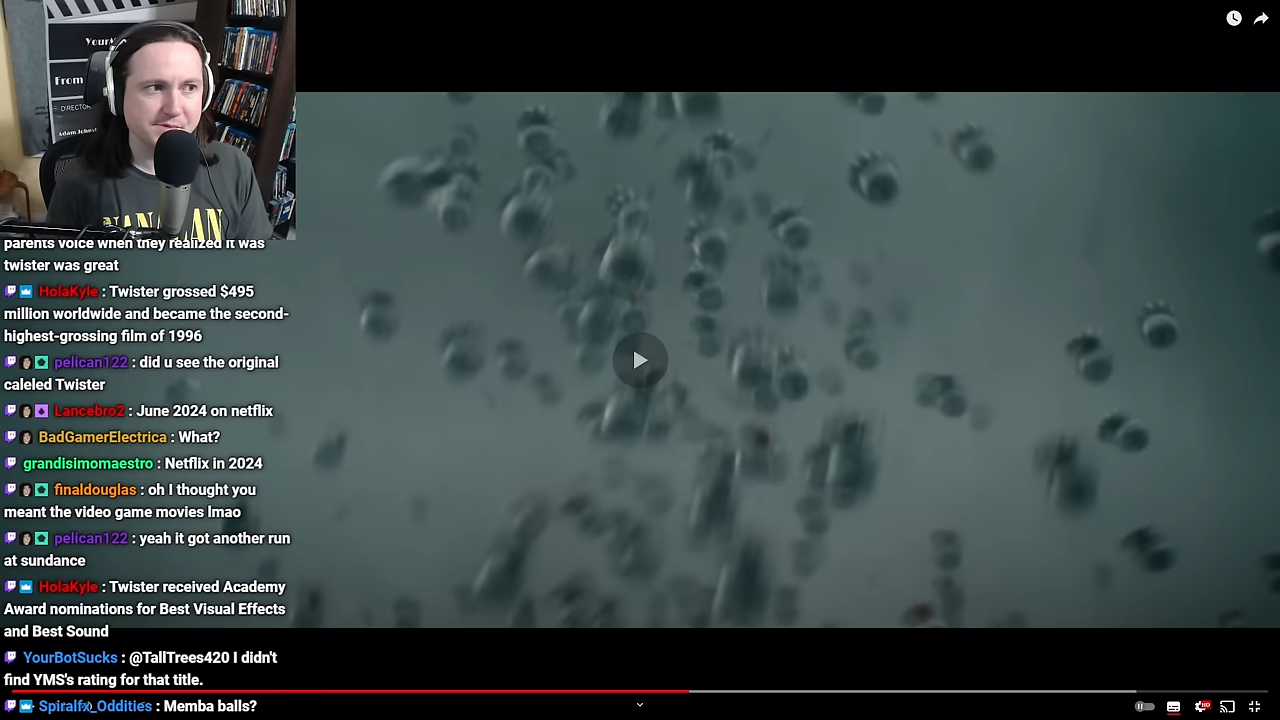 From
DIRECTOR
parents voice when they realized it was
twister was great
HolaKyle : Twister grossed $495
million worldwide and became the second-
highest-grossing film of 1996
pelican122 : did u see the original
caleled Twister
Lancebro2 : June 2024 on netflix
BadGamerElectrica : What?
grandisimomaestro : Netflix in 2024
finaldouglas : oh I thought you
meant the video game movies lmao
pelican122 : yeah it got another run
at sundance
HolaKyle : Twister received Academy
Award nominations for Best Visual Effects
and Best Sound
YourBotSucks : @TallTrees420 I didn't
find YMS's rating for that title.
Spiralfx_Oddities : Memba balls?
HD